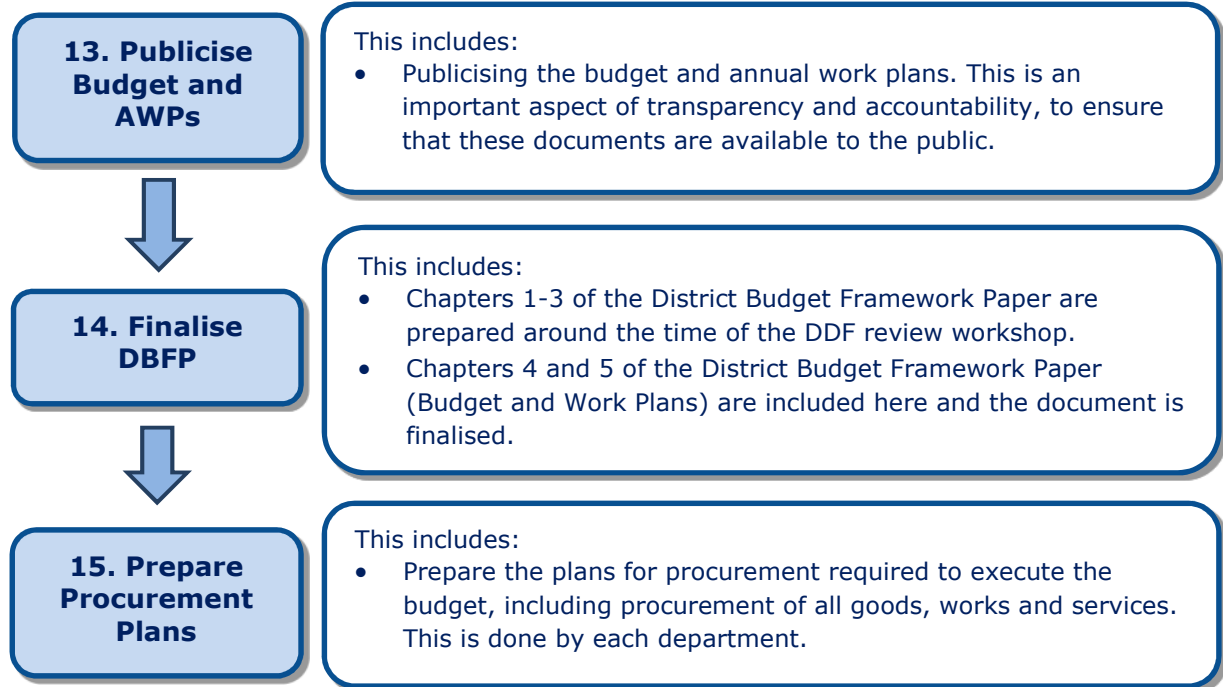 13. Publicise
Budget and
AWPs
This includes:
• Publicising the budget and annual work plans. This is an
important aspect of transparency and accountability, to ensure
that these documents are available to the public.
14. Finalise
DBFP
This includes:
• Chapters 1-3 of the District Budget Framework Paper are
prepared around the time of the DDF review workshop.
• Chapters 4 and 5 of the District Budget Framework Paper
(Budget and Work Plans) are included here and the document is
finalised.
15. Prepare
Procurement
Plans
This includes:
• Prepare the plans for procurement required to execute the
budget, including procurement of all goods, works and services.
This is done by each department.